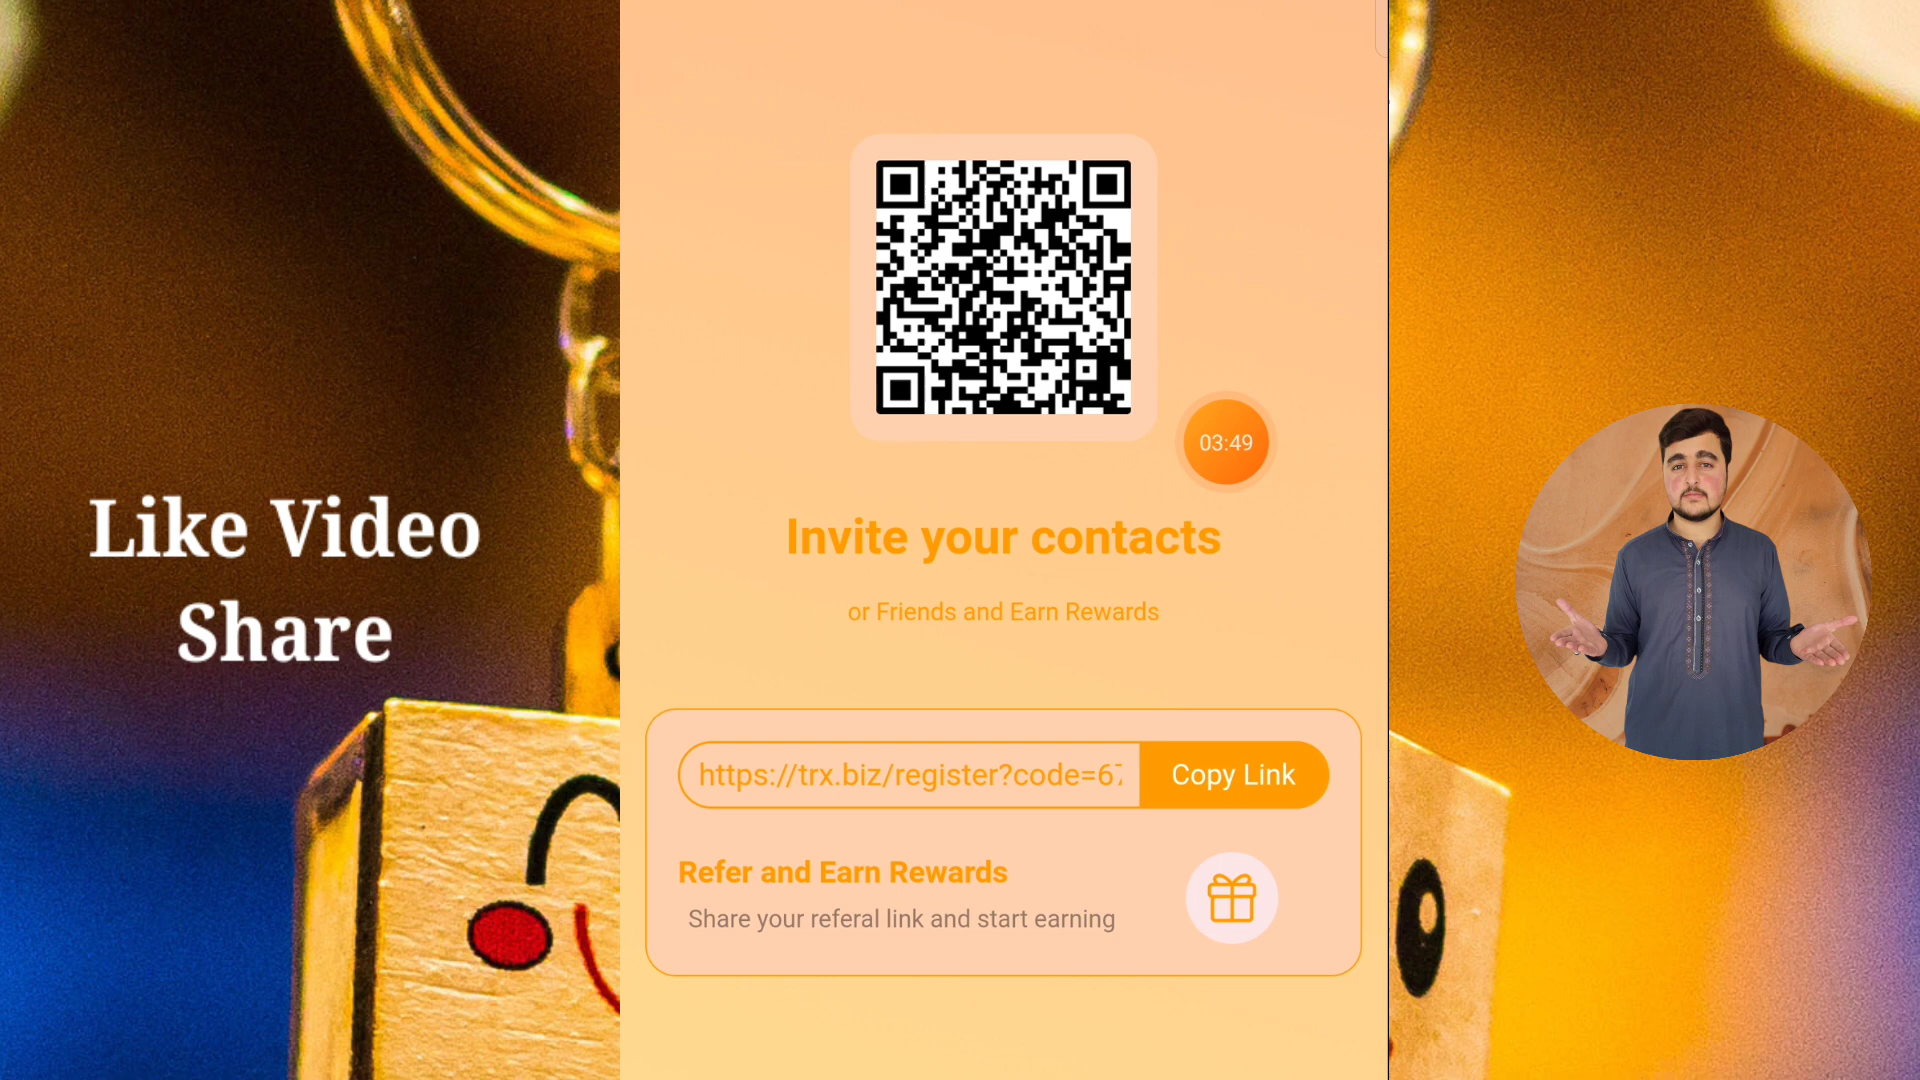 Like Video
Share
03:49
Invite your contacts
or Friends and Earn Rewards
https://trx.biz/register?code=67
Copy Link
Refer and Earn Rewards
Share your referal link and start earning